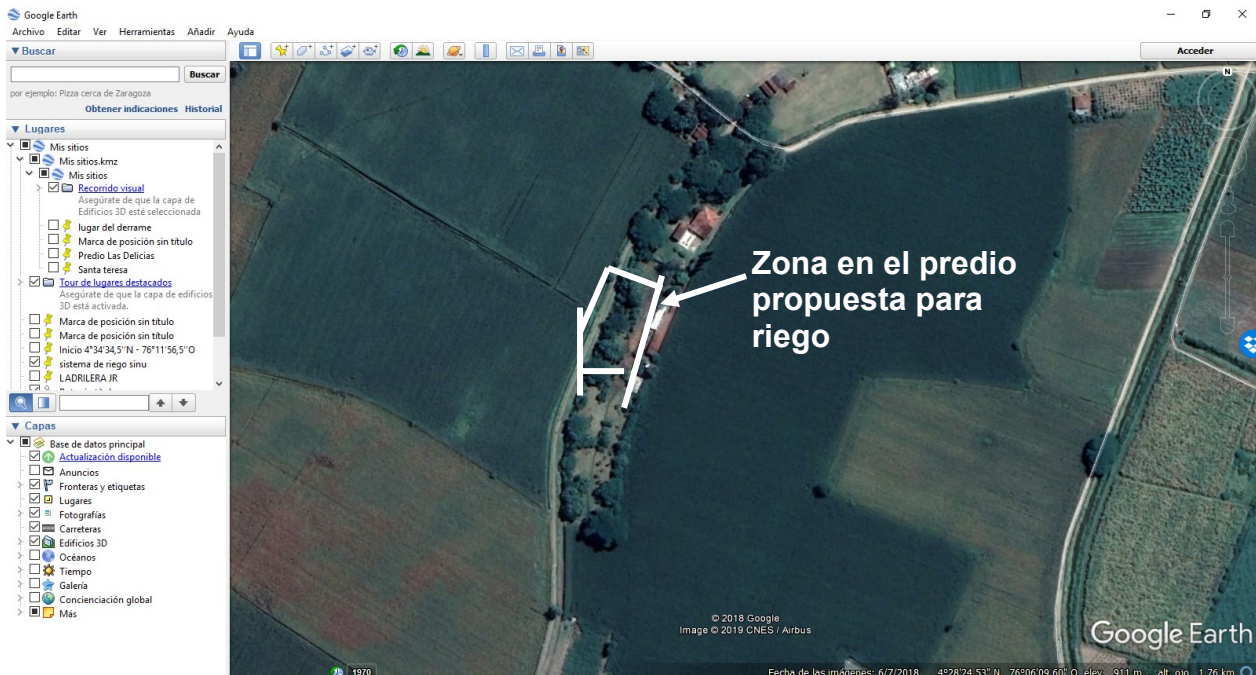 Google Earth
Archivo Editar Ver Herramientas Añadir Ayuda
▼ Buscar
Buscar
por ejemplo: Pizza cerca de Zaragoza
Obtener indicaciones Historial
▼ Lugares
Mis sitios
Mis sitios.kmz
Mis sitios
Recorrido visual
Asegúrate de que la capa de
Edificios 3D esté seleccionada
lugar del derrame
Marca de posición sin título
Predio Las Delicias
Santa teresa
Tour de lugares destacados
Asegúrate de que la capa de edificios
3D está activada.
Marca de posición sin título
Marca de posición sin título
Inicio 4°34'34,5''N - 76°11'56,5''O
sistema de riego sinu
LADRILERA JR
▼ Capas
Base de datos principal
Actualización disponible
Anuncios
Fronteras y etiquetas
Lugares
Fotografías
Carreteras
Edificios 3D
Océanos
Tiempo
Galería
Concienciación global
Más
Acceder
N
Zona en el predio
propuesta para
riego
© 2018 Google
Image © 2019 CNES / Airbus
Google Earth
1970
Fecha de las imágenes: 6/7/2018 4°28'24.53" N 76°06'09.60" O elev. 911 m alt. ojo 1.76 km